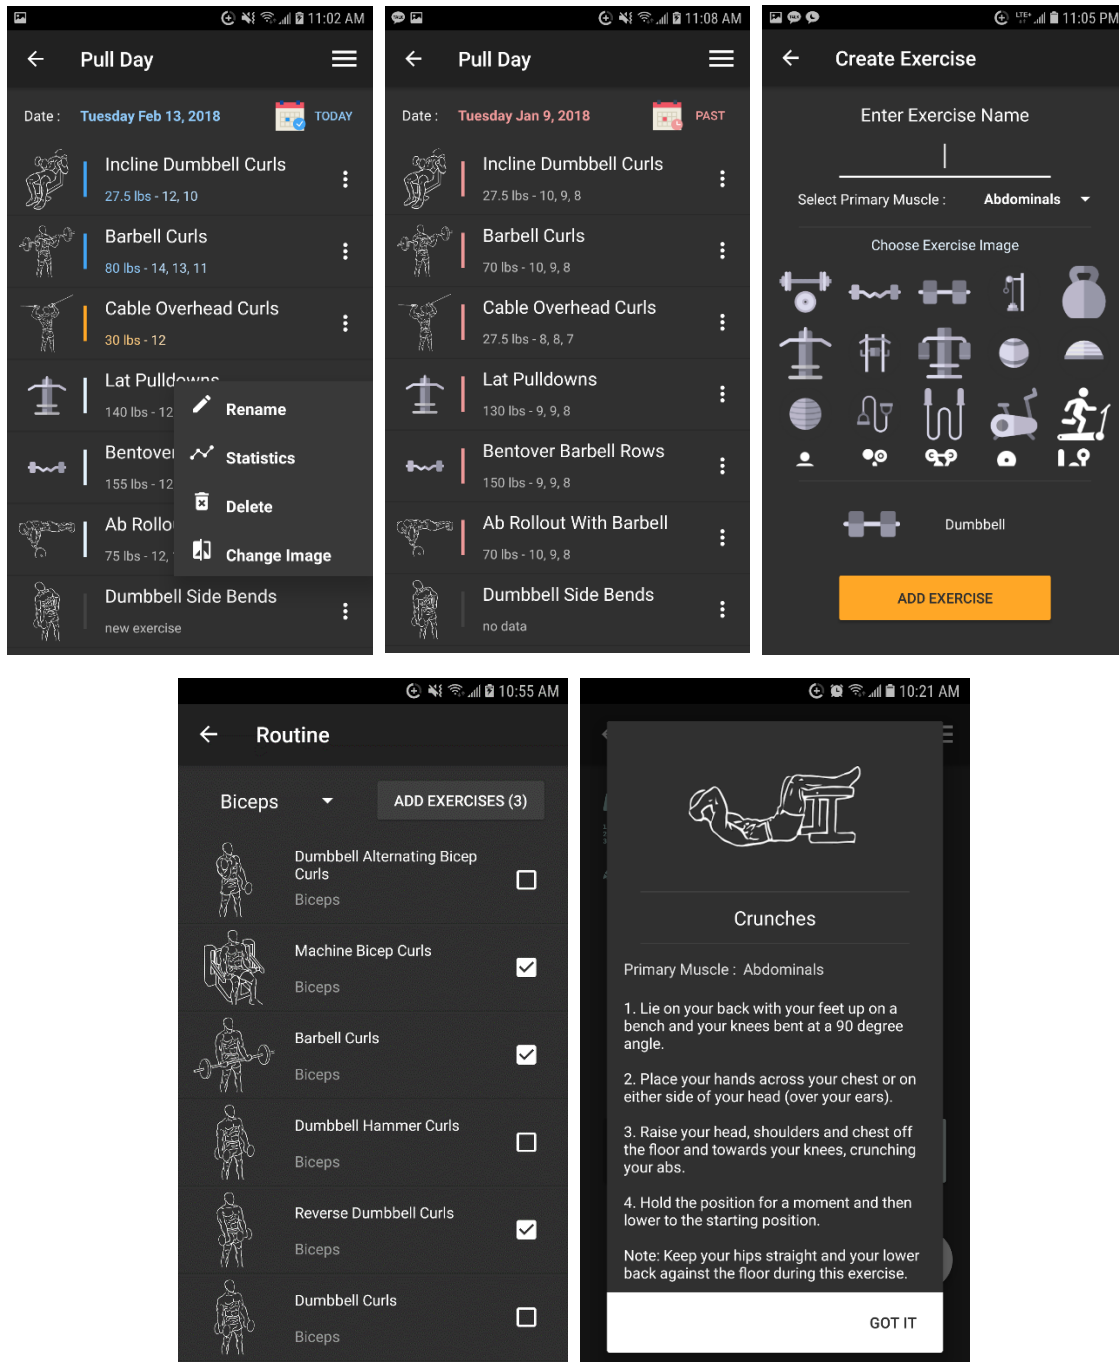 11:02 AM
Pull Day
Date : Tuesday Feb 13, 2018 TODAY
Incline Dumbbell Curls
27.5 lbs - 12, 10
Barbell Curls
80 lbs - 14, 13, 11
Cable Overhead Curls
30 lbs - 12
Lat Pulldowns
140 lbs - 12
Bentover
155 lbs - 12
Ab Rollo
75 lbs - 12,
Dumbbell Side Bends
new exercise
Rename
Statistics
Delete
Change Image
11:08 AM
Pull Day
Date : Tuesday Jan 9, 2018 PAST
Incline Dumbbell Curls
27.5 lbs - 10, 9, 8
Barbell Curls
70 lbs - 10, 9, 8
Cable Overhead Curls
27.5 lbs - 8, 8, 7
Lat Pulldowns
130 lbs - 9, 9, 8
Bentover Barbell Rows
150 lbs - 9, 9, 8
Ab Rollout With Barbell
70 lbs - 10, 9, 8
Dumbbell Side Bends
no data
LTE+ 11:05 PM
Create Exercise
Enter Exercise Name
Select Primary Muscle : Abdominals
Choose Exercise Image
Dumbbell
ADD EXERCISE
10:55 AM
Routine
Biceps ADD EXERCISES (3)
Dumbbell Alternating Bicep
Curls
Biceps
Machine Bicep Curls
Biceps
Barbell Curls
Biceps
Dumbbell Hammer Curls
Biceps
Reverse Dumbbell Curls
Biceps
Dumbbell Curls
Biceps
10:21 AM
Crunches
Primary Muscle : Abdominals
1. Lie on your back with your feet up on a
bench and your knees bent at a 90 degree
angle.
2. Place your hands across your chest or on
either side of your head (over your ears).
3. Raise your head, shoulders and chest off
the floor and towards your knees, crunching
your abs.
4. Hold the position for a moment and then
lower to the starting position.
Note: Keep your hips straight and your lower
back against the floor during this exercise.
GOT IT